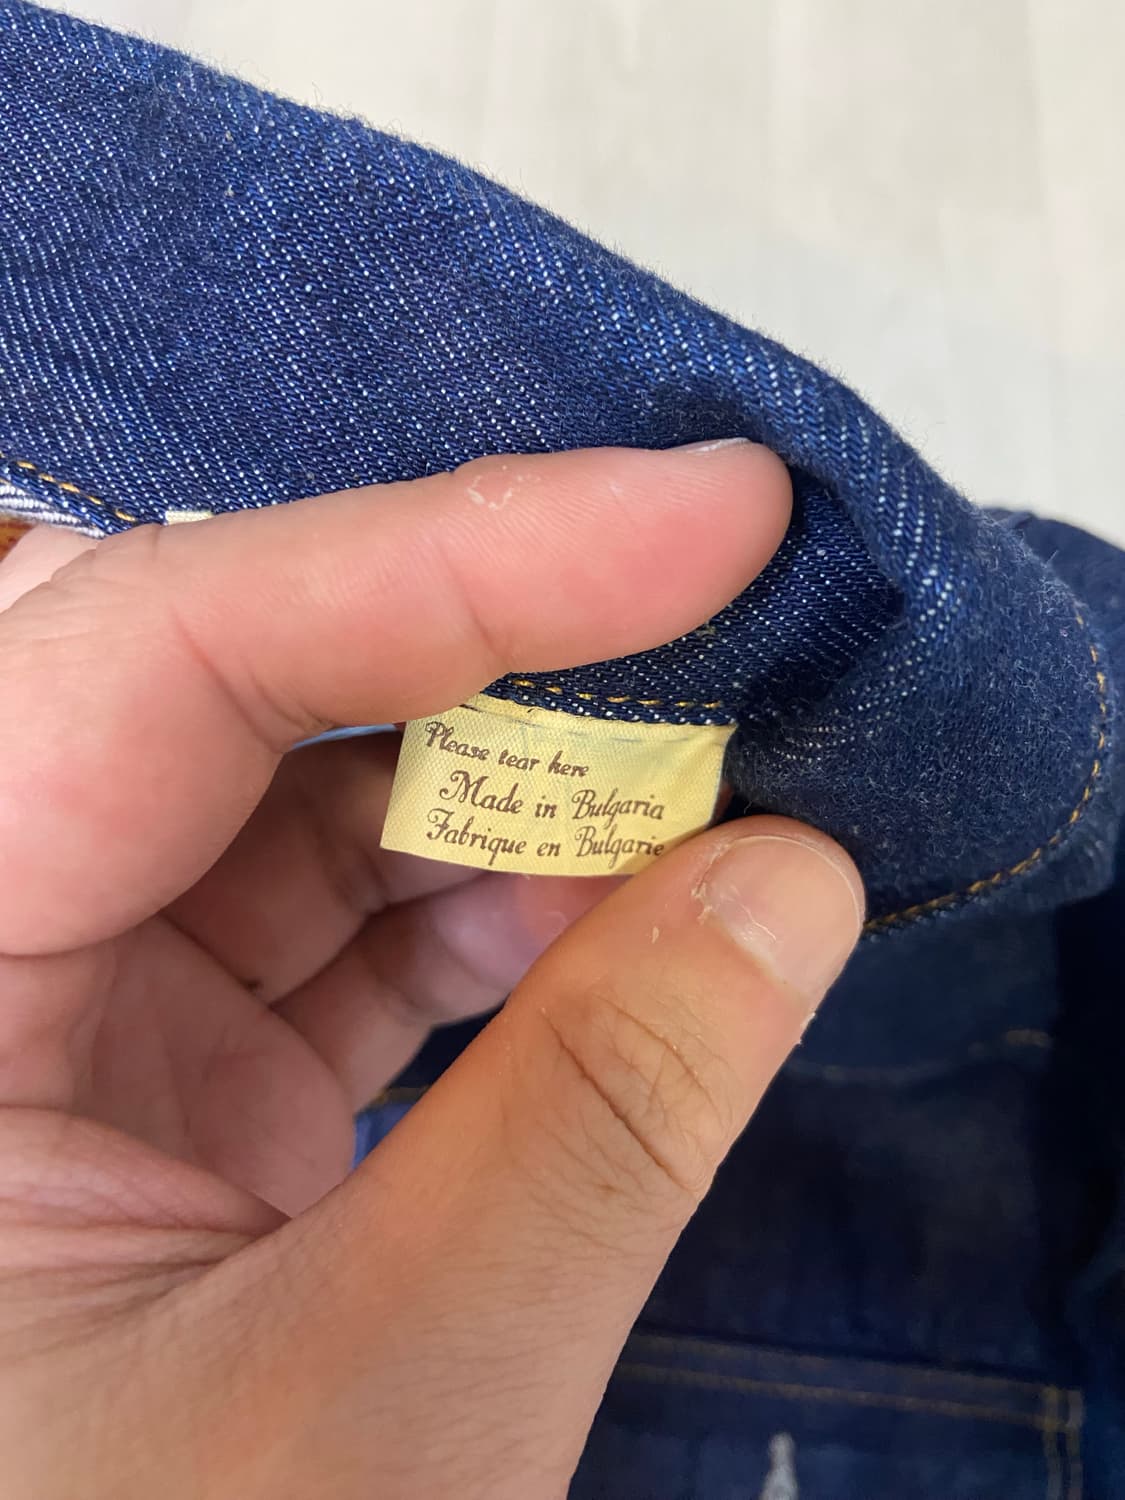 Please tear here
Made in Bulgaria
Fabrique en Bulgarie